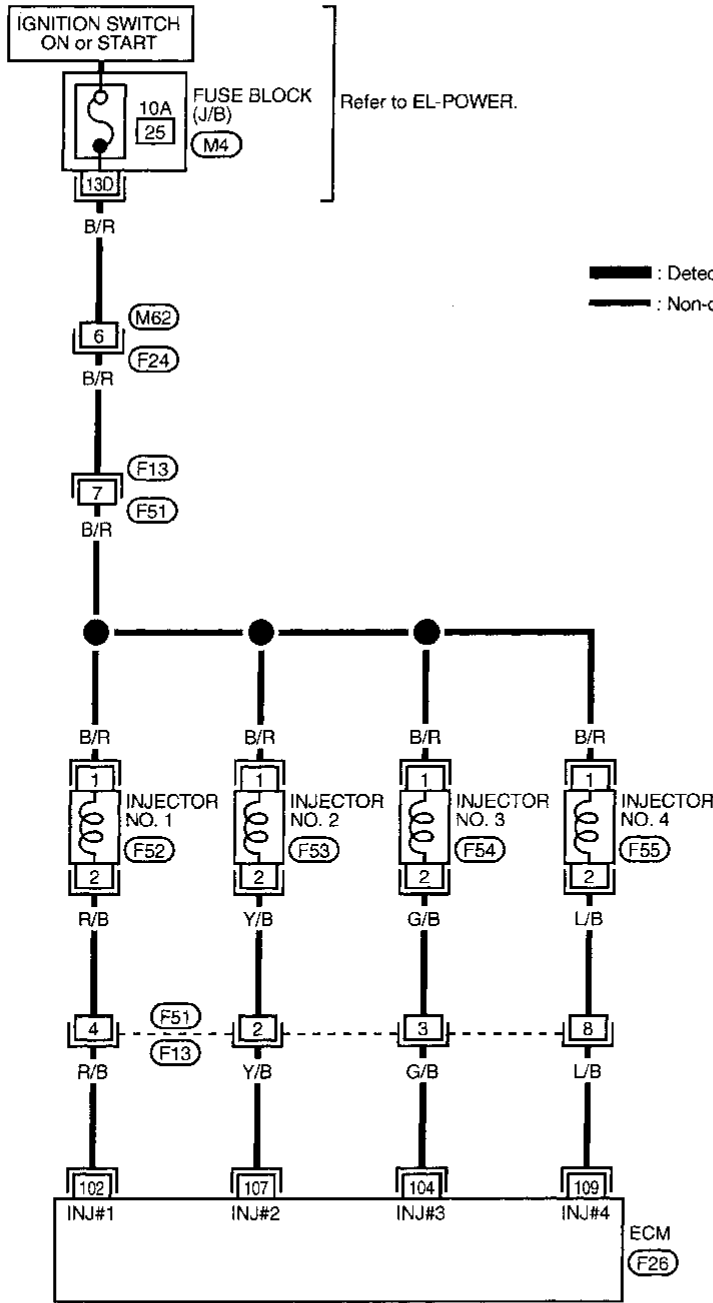 IGNITION SWITCH
ON or START
FUSE BLOCK
(J/B)
10A
25
M4
Refer to EL-POWER.
13D
B/R
: Detec
: Non-d
6
M62
F24
B/R
7
F13
F51
B/R
B/R B/R B/R B/R
1 1 1 1
INJECTOR NO. 1
F52
INJECTOR NO. 2
F53
INJECTOR NO. 3
F54
INJECTOR NO. 4
F55
2 2 2 2
R/B Y/B G/B L/B
4 F51 2 3 8
F13
R/B Y/B G/B L/B
102 107 104 109
INJ#1 INJ#2 INJ#3 INJ#4
ECM
F26